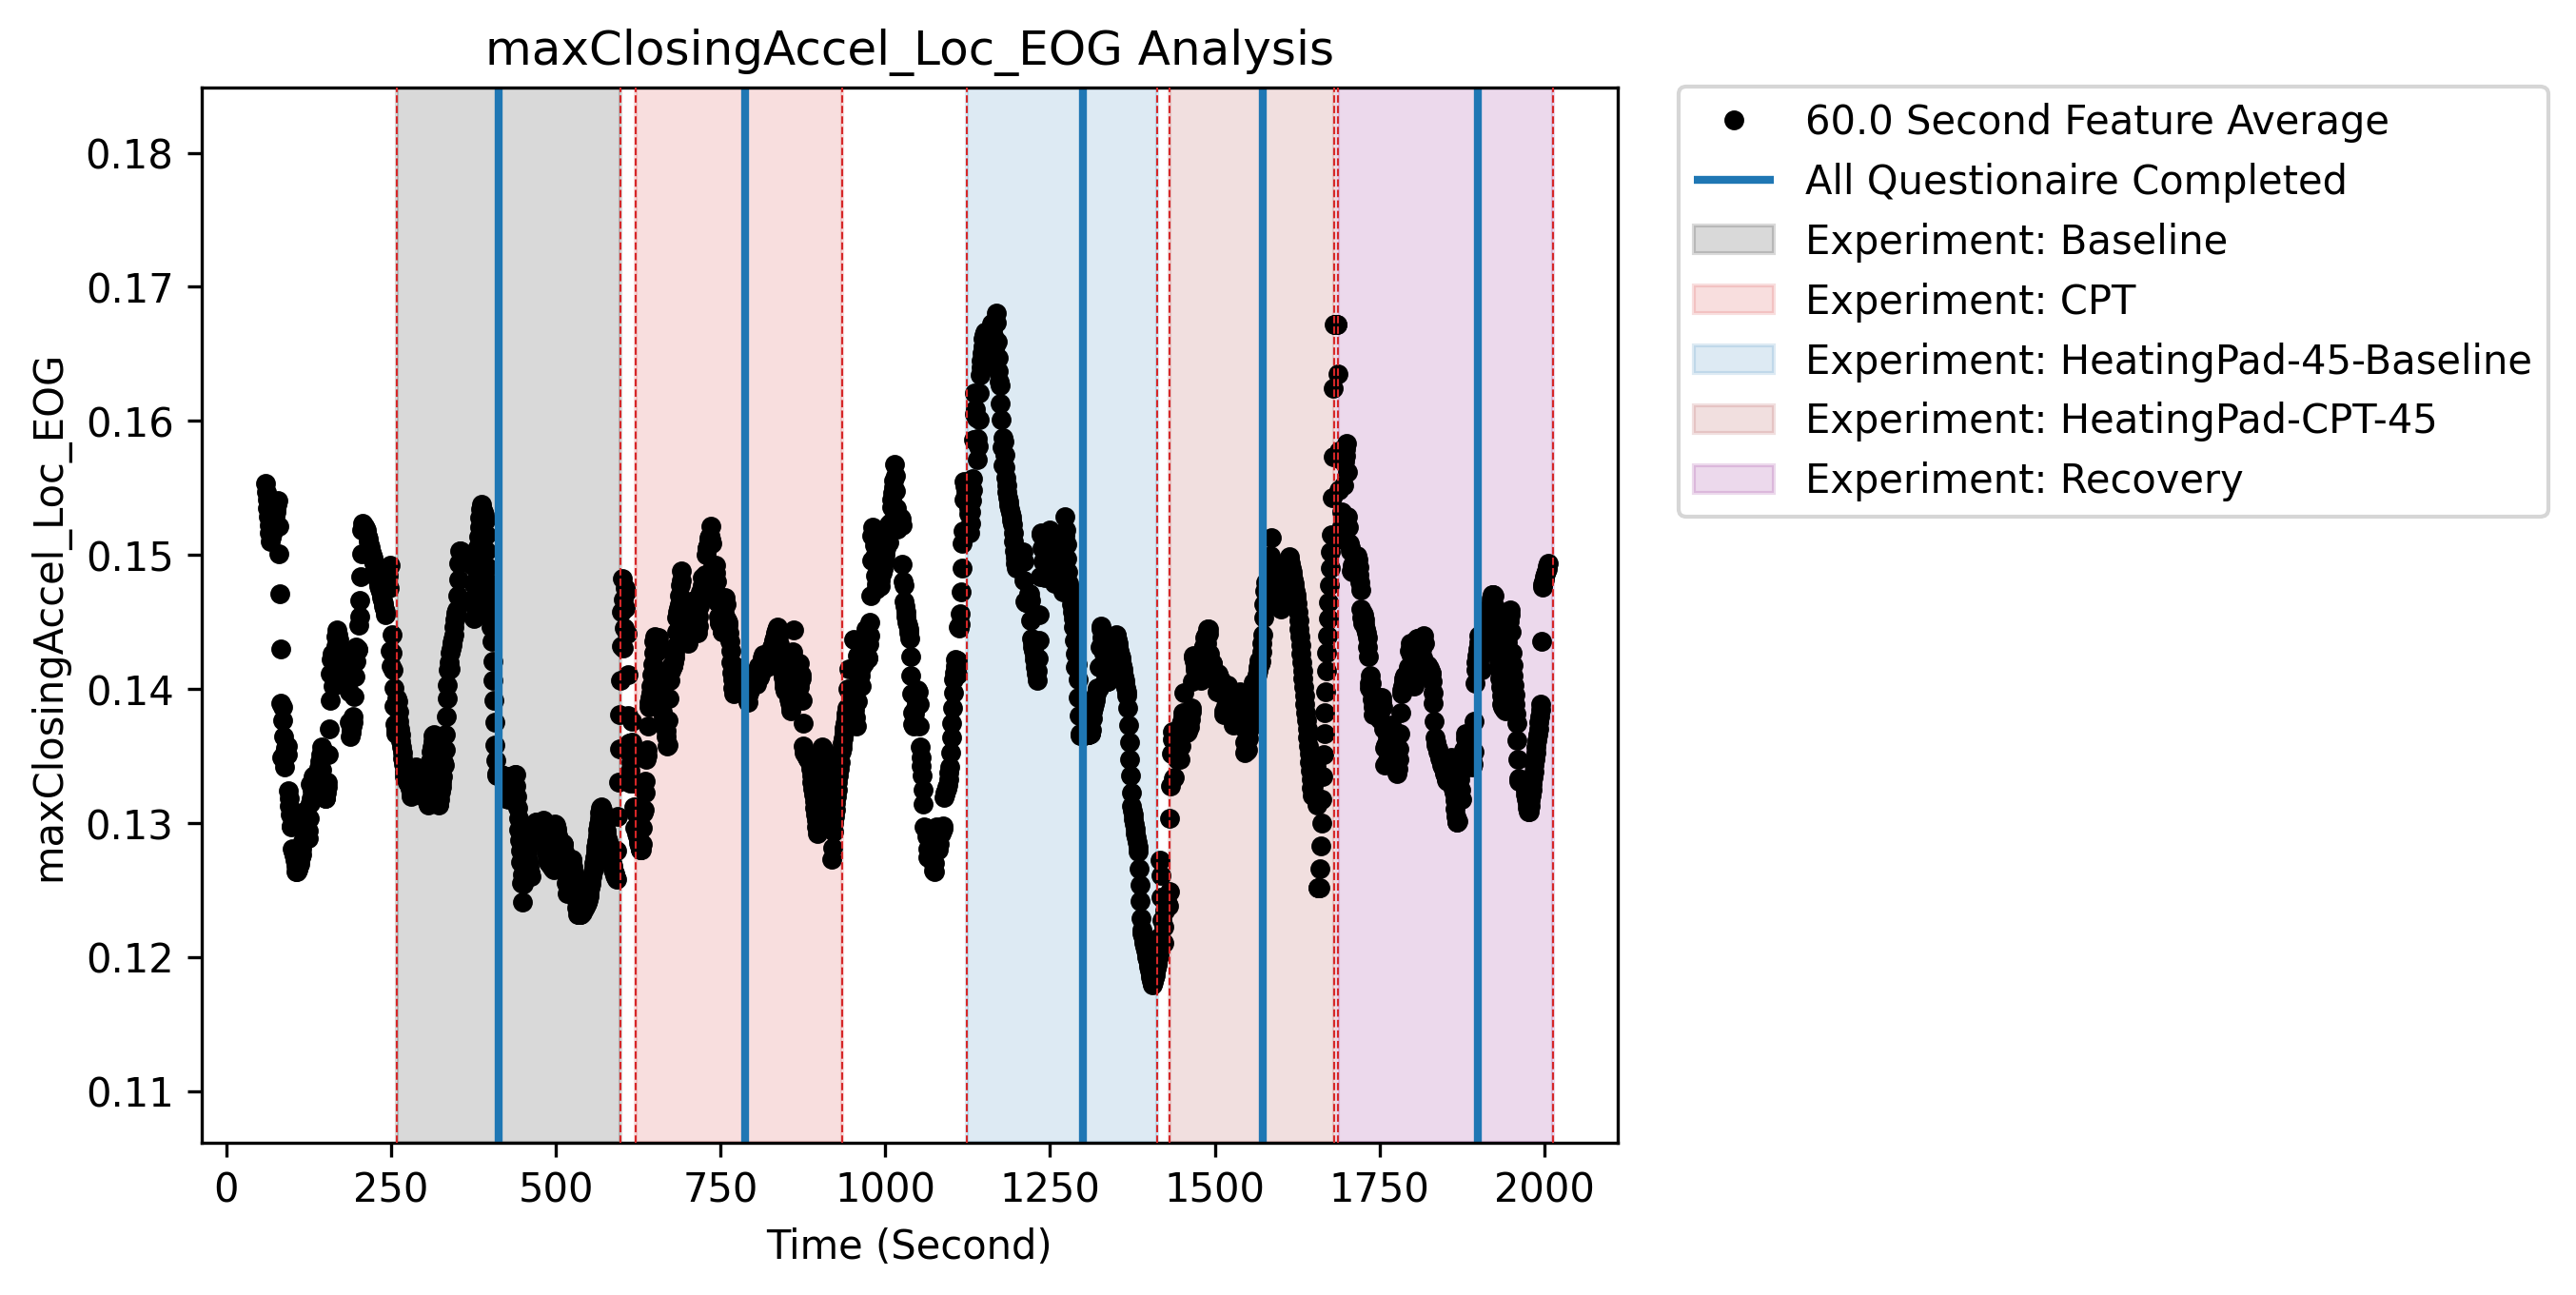 maxClosingAccel_Loc_EOG Analysis
60.0 Second Feature Average
All Questionaire Completed
Experiment: Baseline
Experiment: CPT
Experiment: HeatingPad-45-Baseline
Experiment: HeatingPad-CPT-45
Experiment: Recovery
maxClosingAccel_Loc_EOG
0.18
0.17
0.16
0.15
0.14
0.13
0.12
0.11
0 250 500 750 1000 1250 1500 1750 2000
Time (Second)